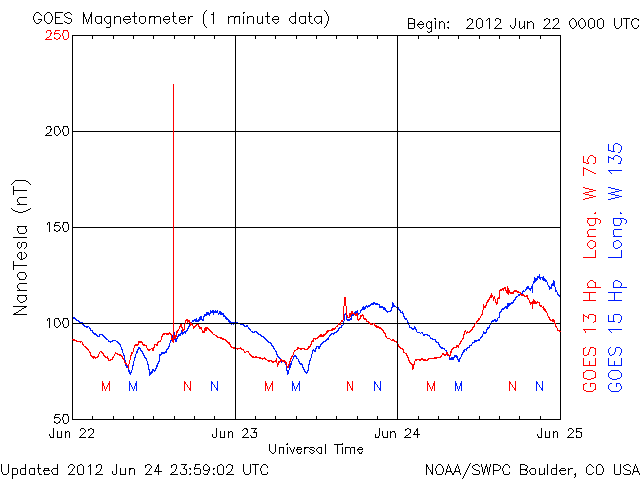 GOES Magnetometer (1 minute data)
Begin: 2012 Jun 22 0000 UTC
250
200
150
100
50
NanoTesla (nT)
GOES 13 Hp Long. W 75
GOES 15 Hp Long. W 135
M M N N M M N N M M N N
Jun 22 Jun 23 Jun 24 Jun 25
Universal Time
Updated 2012 Jun 24 23:59:02 UTC
NOAA/SWPC Boulder, CO USA